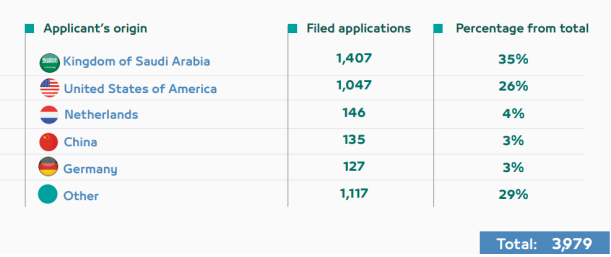 Applicant's origin Filed applications Percentage from total
Kingdom of Saudi Arabia 1,407 35%
United States of America 1,047 26%
Netherlands 146 4%
China 135 3%
Germany 127 3%
Other 1,117 29%
Total: 3,979